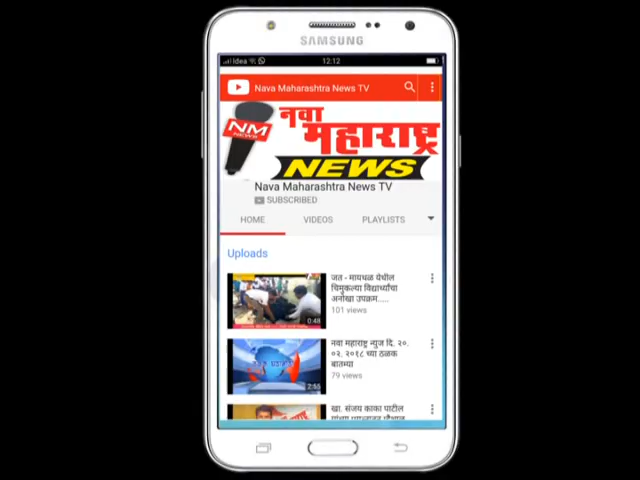 SAMSUNG
Idea 12:12
Nava Maharashtra News TV
नवा
महाराष्ट्र
NM
NEWS
NEWS
Nava Maharashtra News TV
SUBSCRIBED
HOME VIDEOS PLAYLISTS
Uploads
जत - मायथळ येथील
चिमुकल्या विद्यार्थ्यांचा
अनोखा उपक्रम.....
101 views
0:48
नवा महाराष्ट्र न्युज दि. २०.
०२. २०१८ च्या ठळक
बातम्या
79 views
2:55
खा. संजय काका पाटील